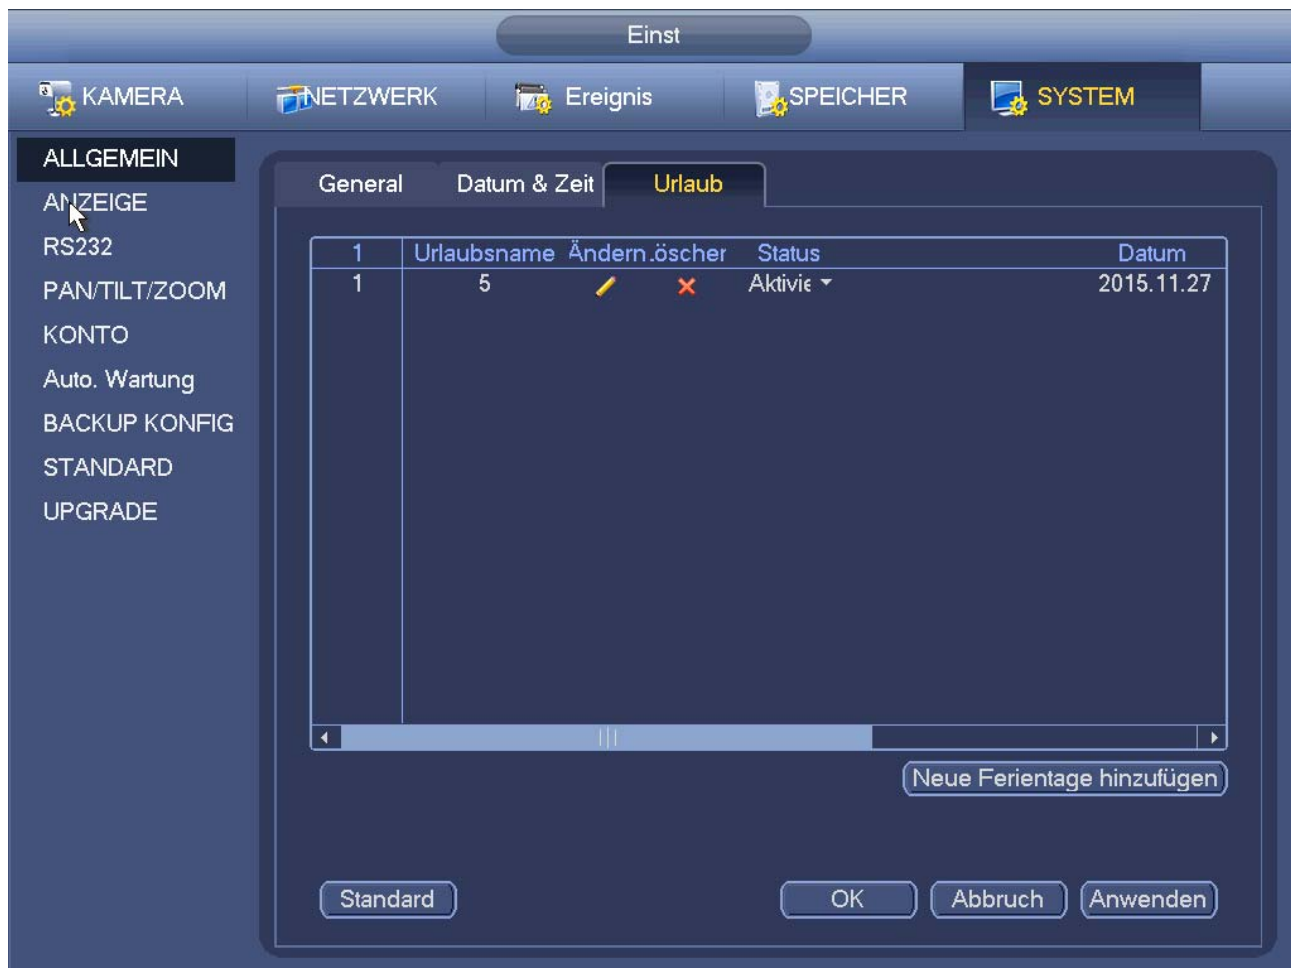 Einst
KAMERA NETZWERK Ereignis SPEICHER SYSTEM
ALLGEMEIN
ANZEIGE
RS232
PAN/TILT/ZOOM
KONTO
Auto. Wartung
BACKUP KONFIG
STANDARD
UPGRADE
General Datum & Zeit Urlaub
1 Urlaubsname Ändern .öscher Status Datum
1 5 Aktivie 2015.11.27
Neue Ferientage hinzufügen
Standard OK Abbruch Anwenden